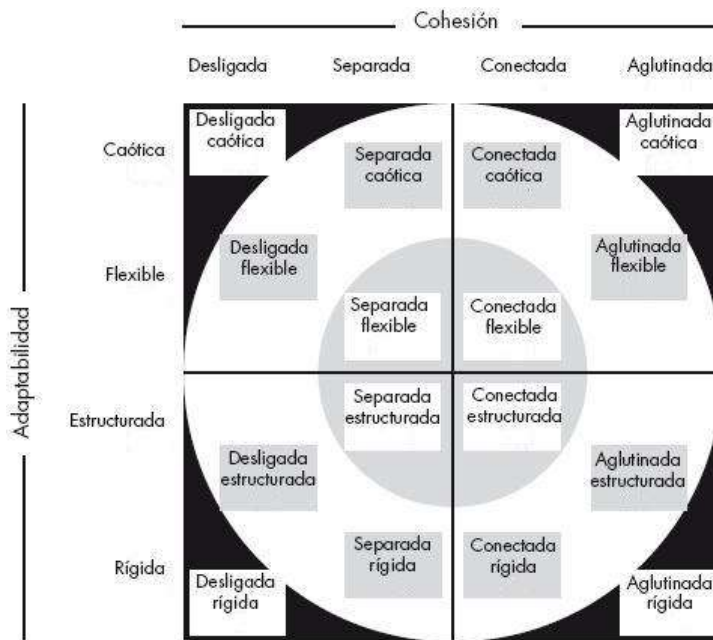 Cohesión
Desligada Separada Conectada Aglutinada
Adaptabilidad
Caótica
Desligada
caótica
Separada
caótica
Conectada
caótica
Aglutinada
caótica
Flexible
Desligada
flexible
Separada
flexible
Conectada
flexible
Aglutinada
flexible
Estructurada
Separada
estructurada
Conectada
estructurada
Desligada
estructurada
Aglutinada
estructurada
Rígida
Desligada
rígida
Separada
rígida
Conectada
rígida
Aglutinada
rígida